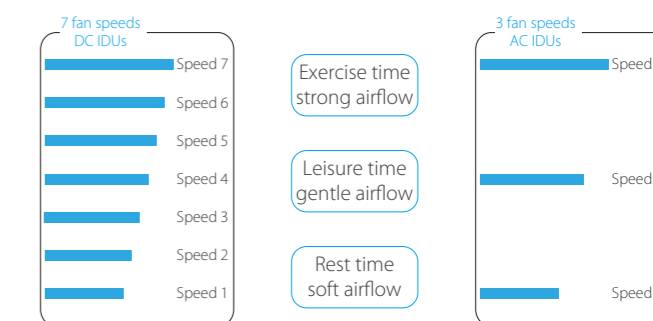 7 fan speeds
DC IDUs
Speed 7
Speed 6
Speed 5
Speed 4
Speed 3
Speed 2
Speed 1
Exercise time
strong airflow
Leisure time
gentle airflow
Rest time
soft airflow
3 fan speeds
AC IDUs
Speed
Speed
Speed